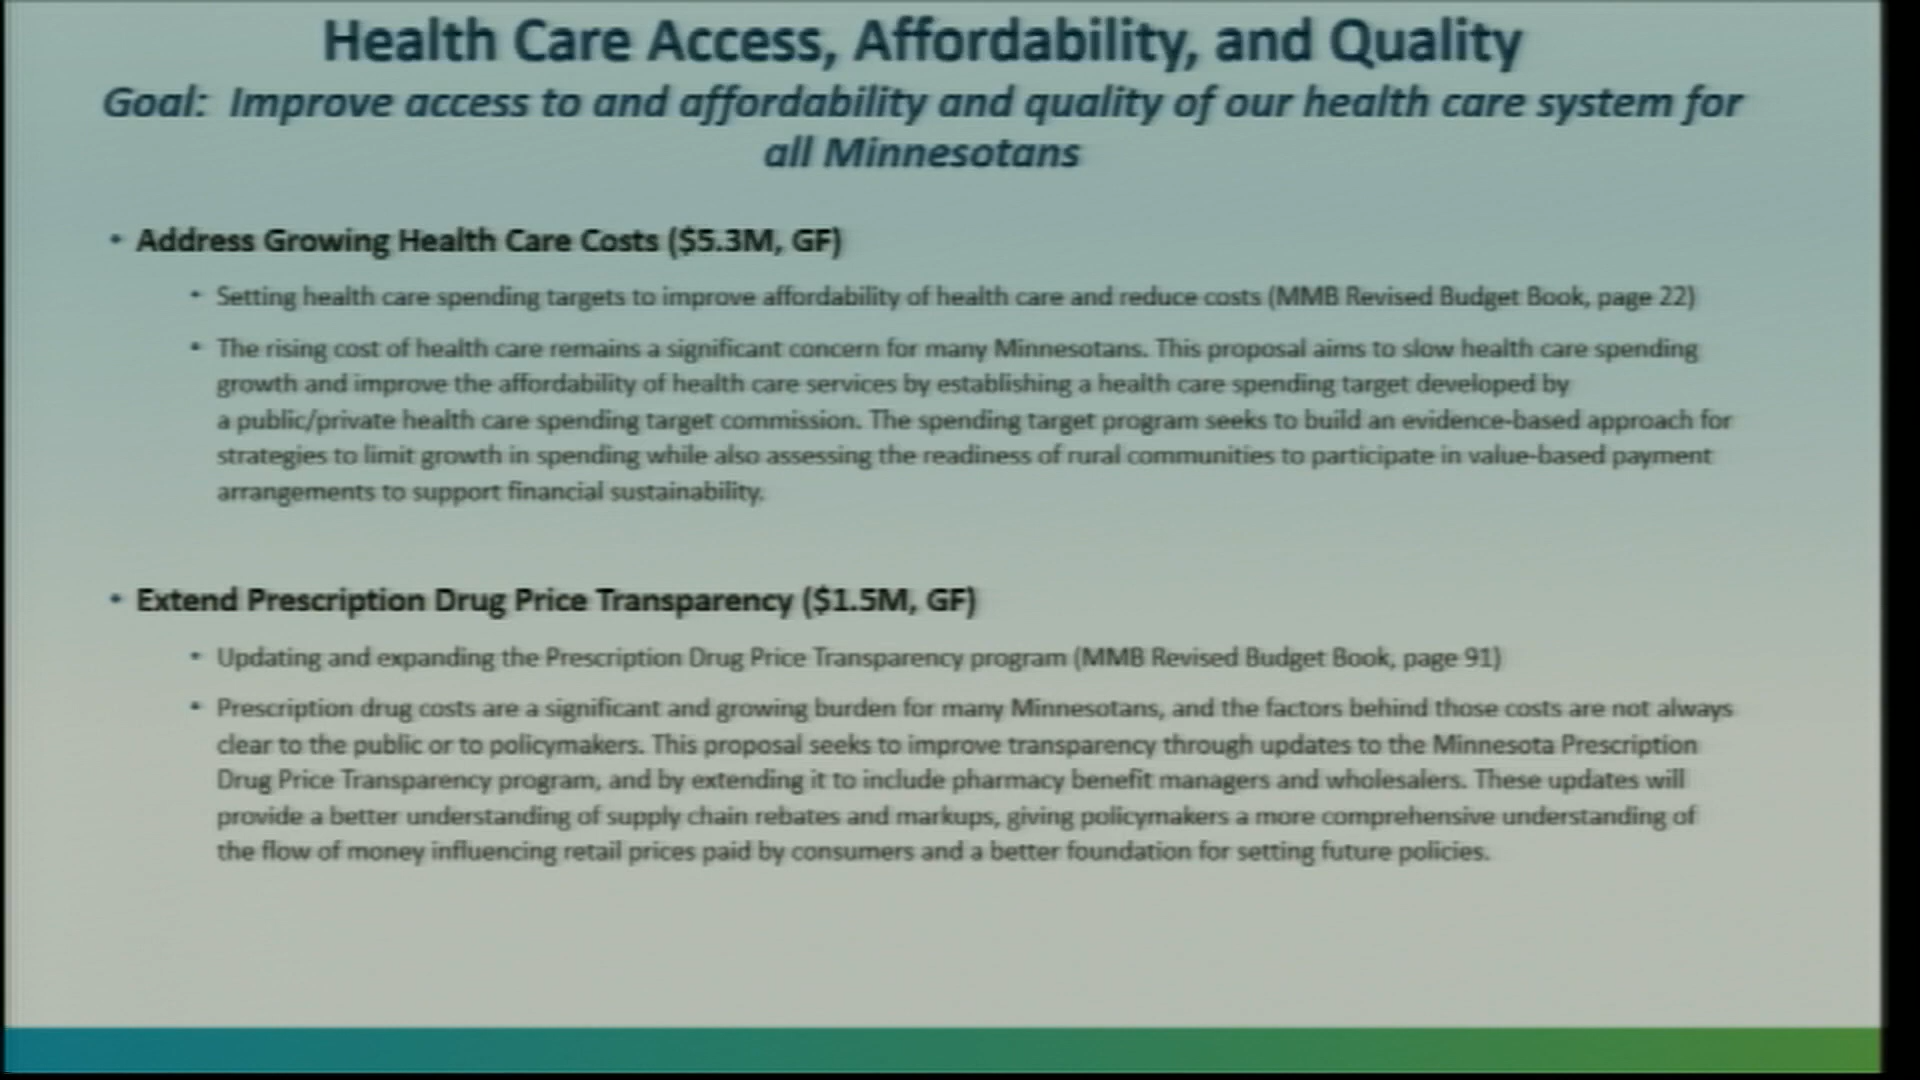 Health Care Access, Affordability, and Quality
Goal: Improve access to and affordability and quality of our health care system for
all Minnesotans
• Address Growing Health Care Costs ($5.3M, GF)
• Setting health care spending targets to improve affordability of health care and reduce costs (MMB Revised Budget Book, page 22)
• The rising cost of health care remains a significant concern for many Minnesotans. This proposal aims to slow health care spending
growth and improve the affordability of health care services by establishing a health care spending target developed by
a public/private health care spending target commission. The spending target program seeks to build an evidence-based approach for
strategies to limit growth in spending while also assessing the readiness of rural communities to participate in value-based payment
arrangements to support financial sustainability.
• Extend Prescription Drug Price Transparency ($1.5M, GF)
• Updating and expanding the Prescription Drug Price Transparency program (MMB Revised Budget Book, page 91)
• Prescription drug costs are a significant and growing burden for many Minnesotans, and the factors behind those costs are not always
clear to the public or to policymakers. This proposal seeks to improve transparency through updates to the Minnesota Prescription
Drug Price Transparency program, and by extending it to include pharmacy benefit managers and wholesalers. These updates will
provide a better understanding of supply chain rebates and markups, giving policymakers a more comprehensive understanding of
the flow of money influencing retail prices paid by consumers and a better foundation for setting future policies.